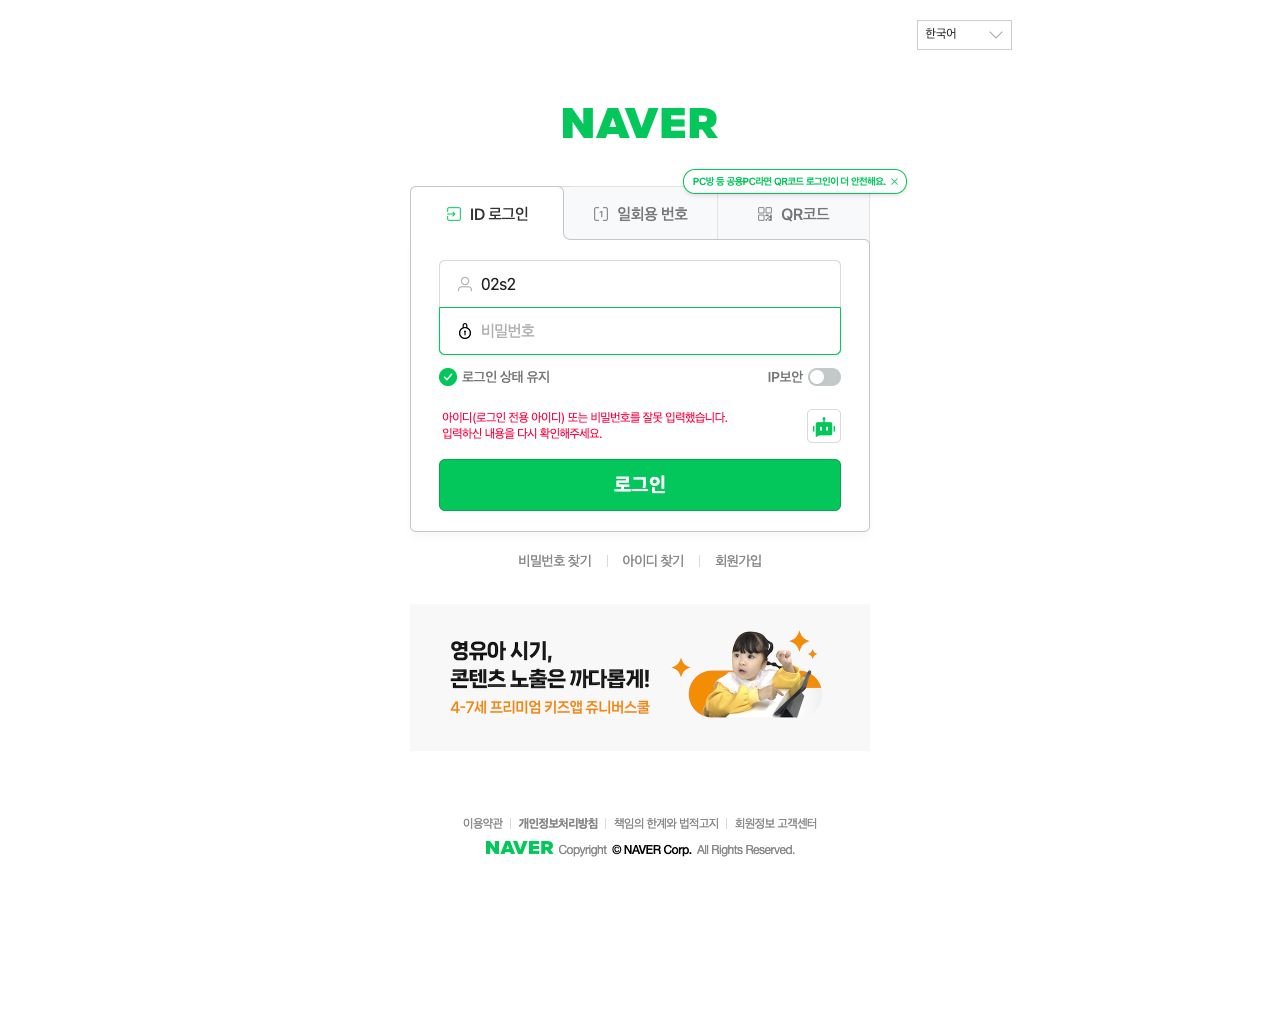 한국어
NAVER
PC방 등 공용PC라면 QR코드 로그인이 더 안전해요.
ID 로그인
일회용 번호
QR코드
02s2
비밀번호
로그인 상태 유지
IP보안
아이디(로그인 전용 아이디) 또는 비밀번호를 잘못 입력했습니다.
입력하신 내용을 다시 확인해주세요.
로그인
비밀번호 찾기
아이디 찾기
회원가입
영유아 시기,
콘텐츠 노출은 까다롭게!
4-7세 프리미엄 키즈앱 쥬니버스쿨
이용약관
개인정보처리방침
책임의 한계와 법적고지
회원정보 고객센터
NAVER Copyright © NAVER Corp. All Rights Reserved.